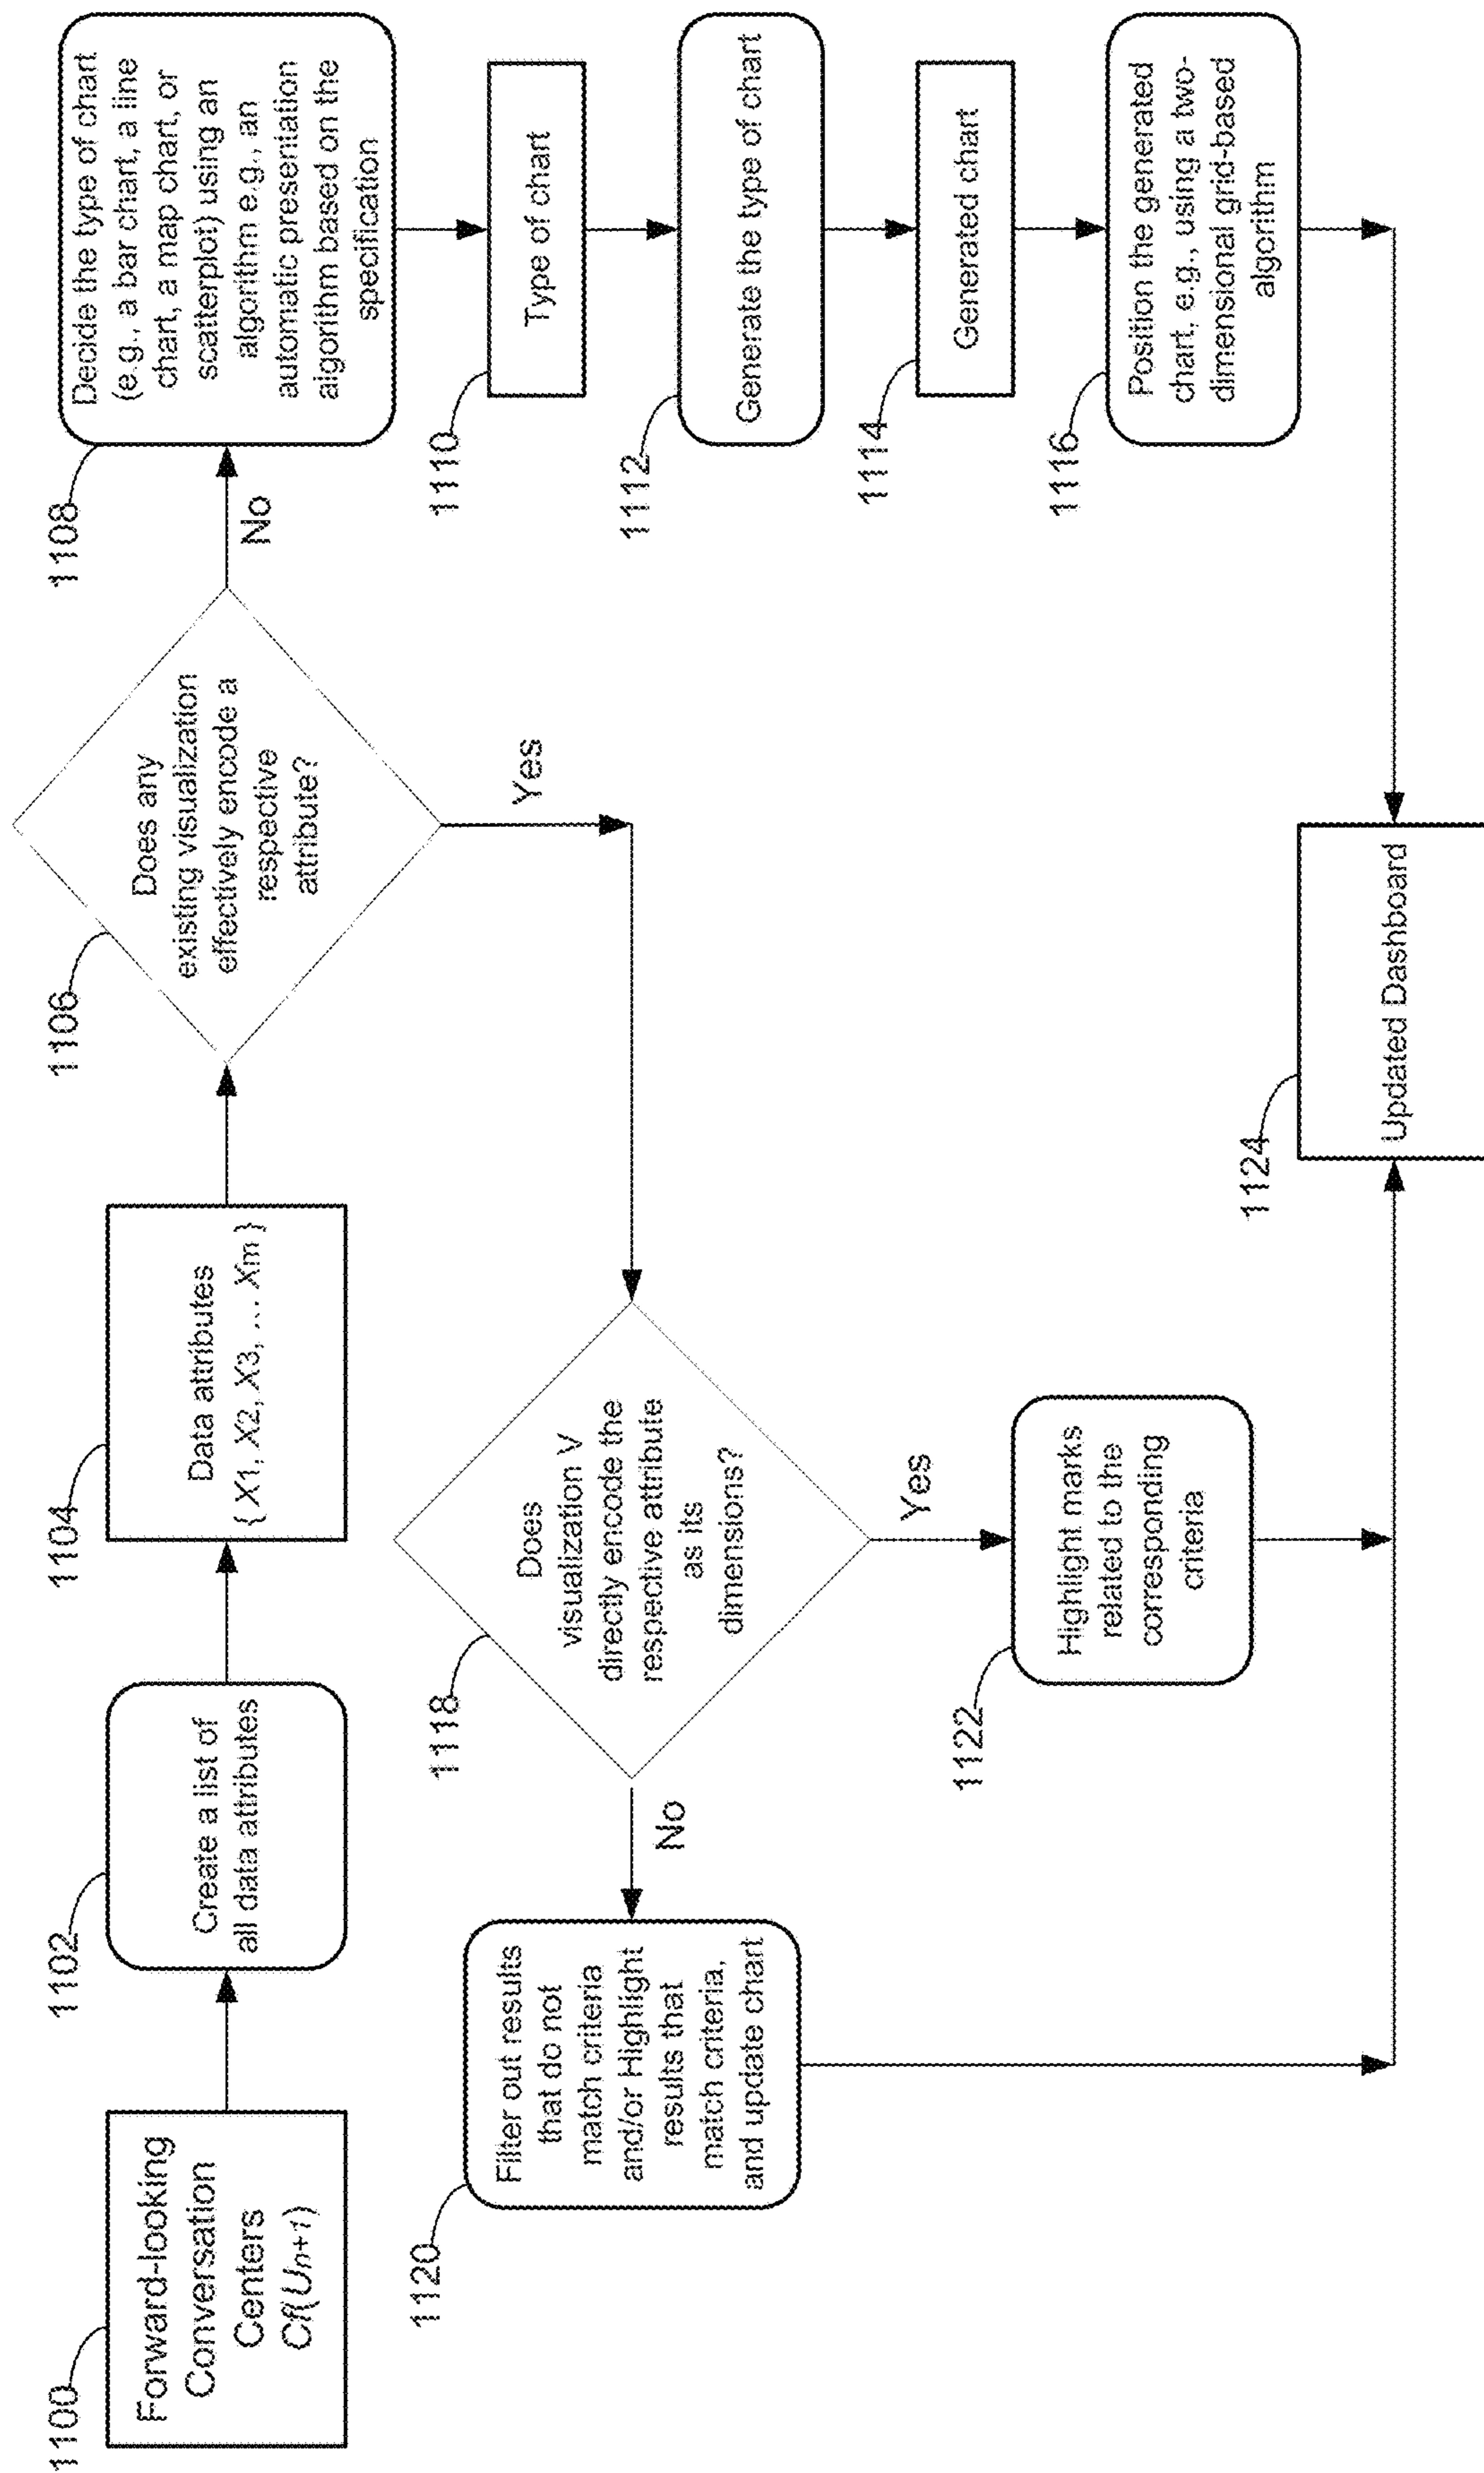 1100
Forward-looking
Conversation
Centers
Cf(Un+1)
1102
Create a list of
all data attributes
1104
Data attributes
{ X1, X2, X3, ... Xm }
1106
Does any
existing visualization
effectively encode a
respective
attribute?
No
Yes
1108
Decide the type of chart
(e.g., a bar chart, a line
chart, a map chart, or
scatterplot) using an
algorithm e.g., an
automatic presentation
algorithm based on the
specification
1110
Type of chart
1112
Generate the type of chart
1114
Generated chart
1116
Position the generated
chart, e.g., using a two-
dimensional grid-based
algorithm
1118
Does
visualization V
directly encode the
respective attribute
as its
dimensions?
No
Yes
1120
Filter out results
that do not
match criteria
and/or Highlight
results that
match criteria,
and update chart
1122
Highlight marks
related to the
corresponding
criteria
1124
Updated Dashboard